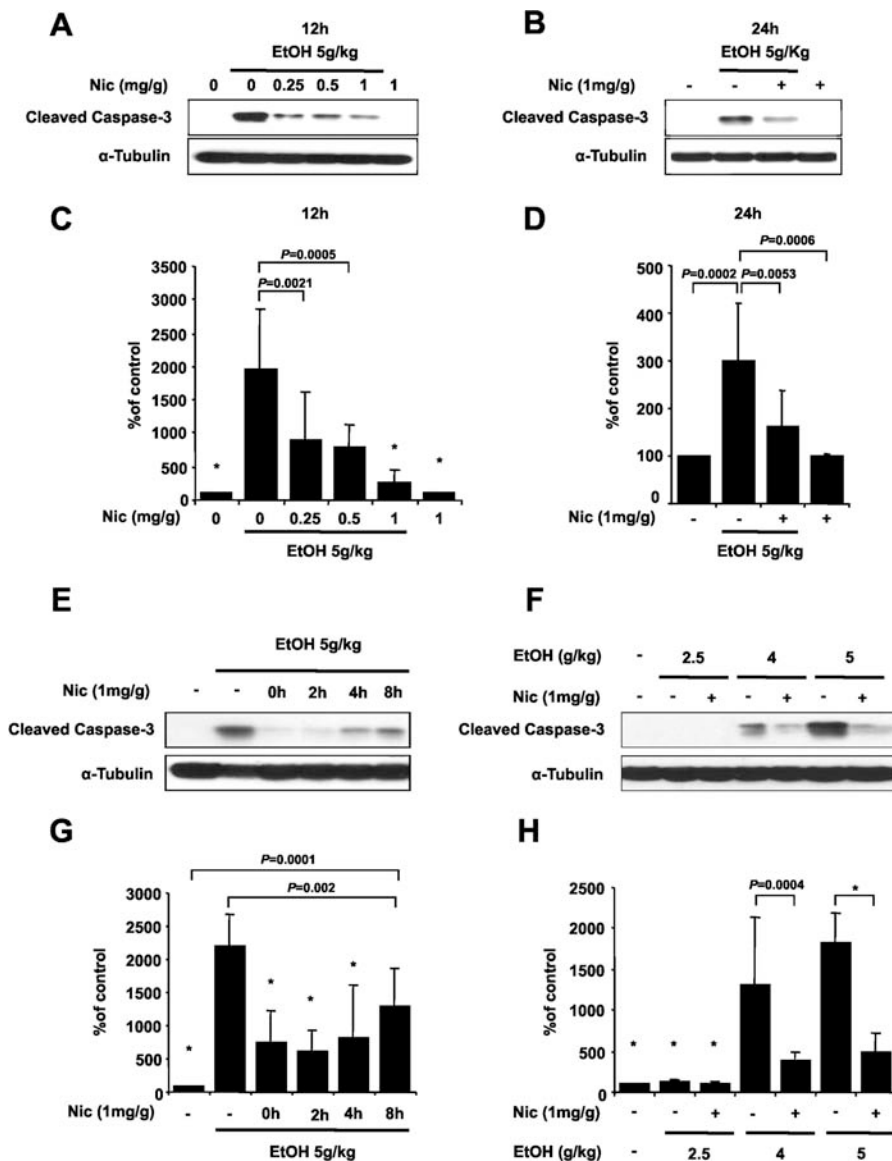 A
12h
EtOH 5g/kg
Nic (mg/g) 0 0 0.25 0.5 1 1
Cleaved Caspase-3
α-Tubulin
B
24h
EtOH 5g/Kg
Nic (1mg/g) - - + +
Cleaved Caspase-3
α-Tubulin
C
12h
P=0.0005
P=0.0021
%of control
3500
3000
2500
2000
1500
1000
500
0
* * *
Nic (mg/g) 0 0 0.25 0.5 1 1
EtOH 5g/kg
D
24h
P=0.0006
P=0.0002 P=0.0053
%of control
500
400
300
200
100
0
Nic (1mg/g) - - + +
EtOH 5g/kg
E
EtOH 5g/kg
Nic (1mg/g) - - 0h 2h 4h 8h
Cleaved Caspase-3
α-Tubulin
F
EtOH (g/kg) - 2.5 4 5
Nic (1mg/g) - + - + - +
Cleaved Caspase-3
α-Tubulin
G
P=0.0001
P=0.002
%of control
3000
2500
2000
1500
1000
500
0
* * * *
Nic (1mg/g) - - 0h 2h 4h 8h
EtOH 5g/kg
H
P=0.0004 *
%of control
2500
2000
1500
1000
500
0
* * *
Nic (1mg/g) - - + - + - +
EtOH (g/kg) - 2.5 4 5